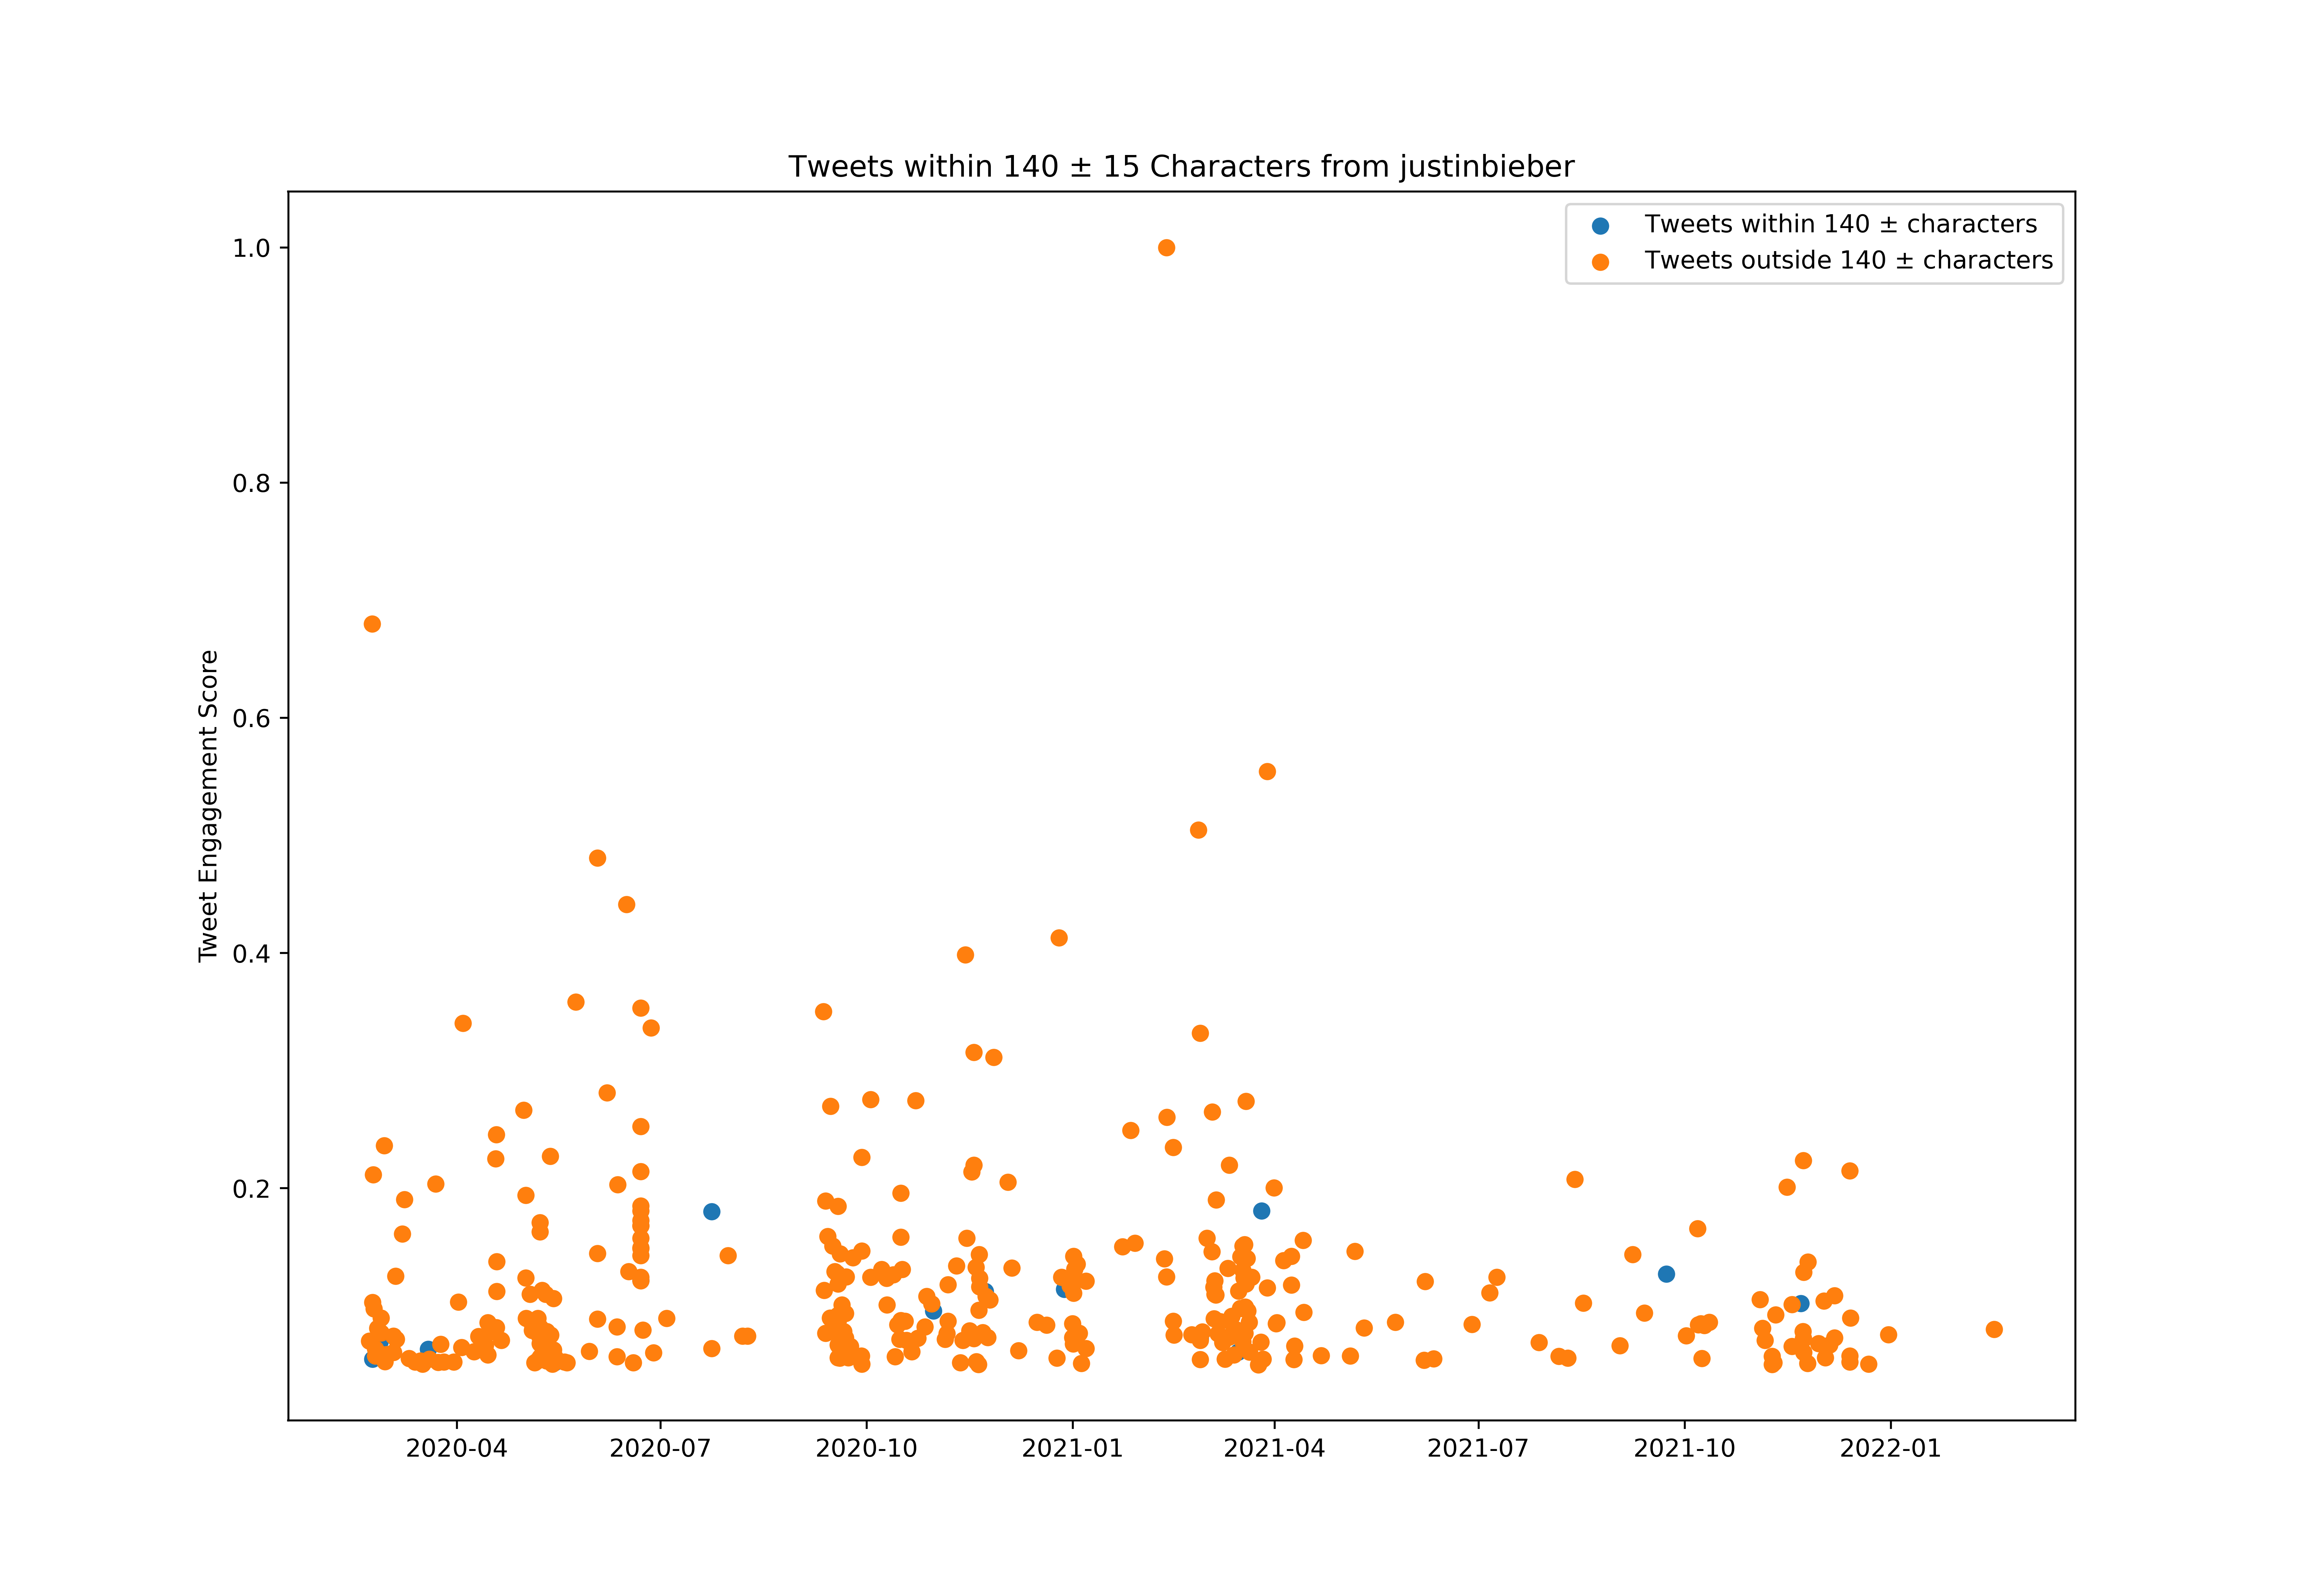 Tweets within 140 ± 15 Characters from justinbieber
Tweets within 140 ± characters
Tweets outside 140 ± characters
Tweet Engagement Score
1.0
0.8
0.6
0.4
0.2
2020-04 2020-07 2020-10 2021-01 2021-04 2021-07 2021-10 2022-01